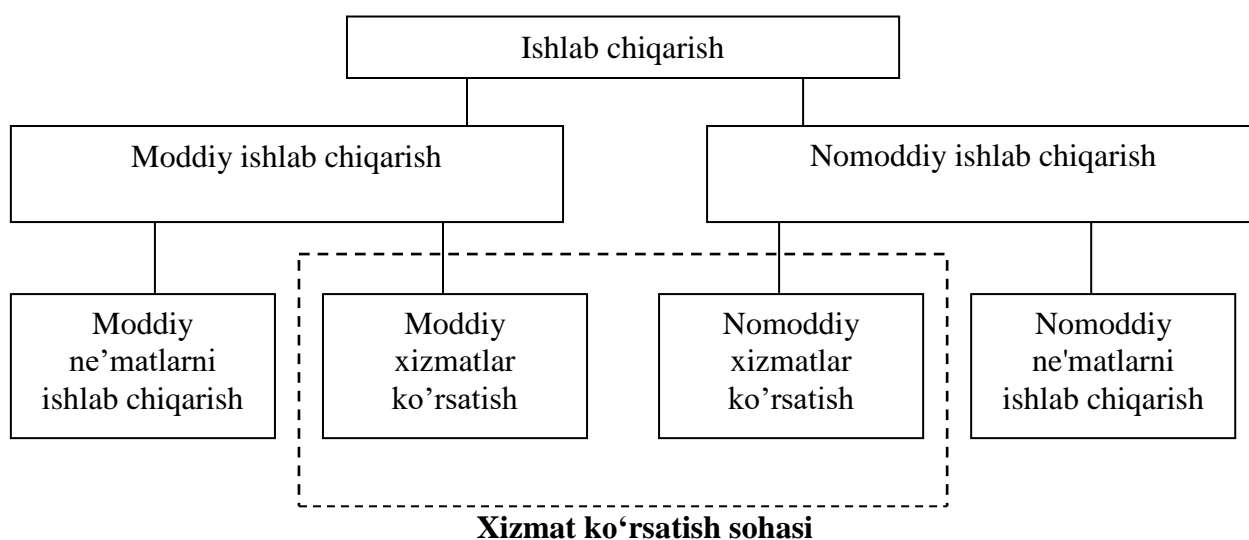 Ishlab chiqarish
Moddiy ishlab chiqarish
Nomoddiy ishlab chiqarish
Moddiy
ne’matlarni
ishlab chiqarish
Moddiy
xizmatlar
ko’rsatish
Nomoddiy
xizmatlar
ko’rsatish
Nomoddiy
ne'matlarni
ishlab chiqarish
Xizmat ko‘rsatish sohasi